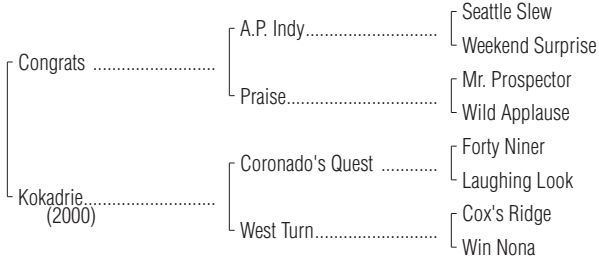 Seattle Slew
A.P. Indy..............................
Weekend Surprise
Congrats ...........................
Mr. Prospector
Praise..................................
Wild Applause
Forty Niner
Coronado's Quest ............
Laughing Look
Kokadrie.............................
(2000)
Cox's Ridge
West Turn...........................
Win Nona